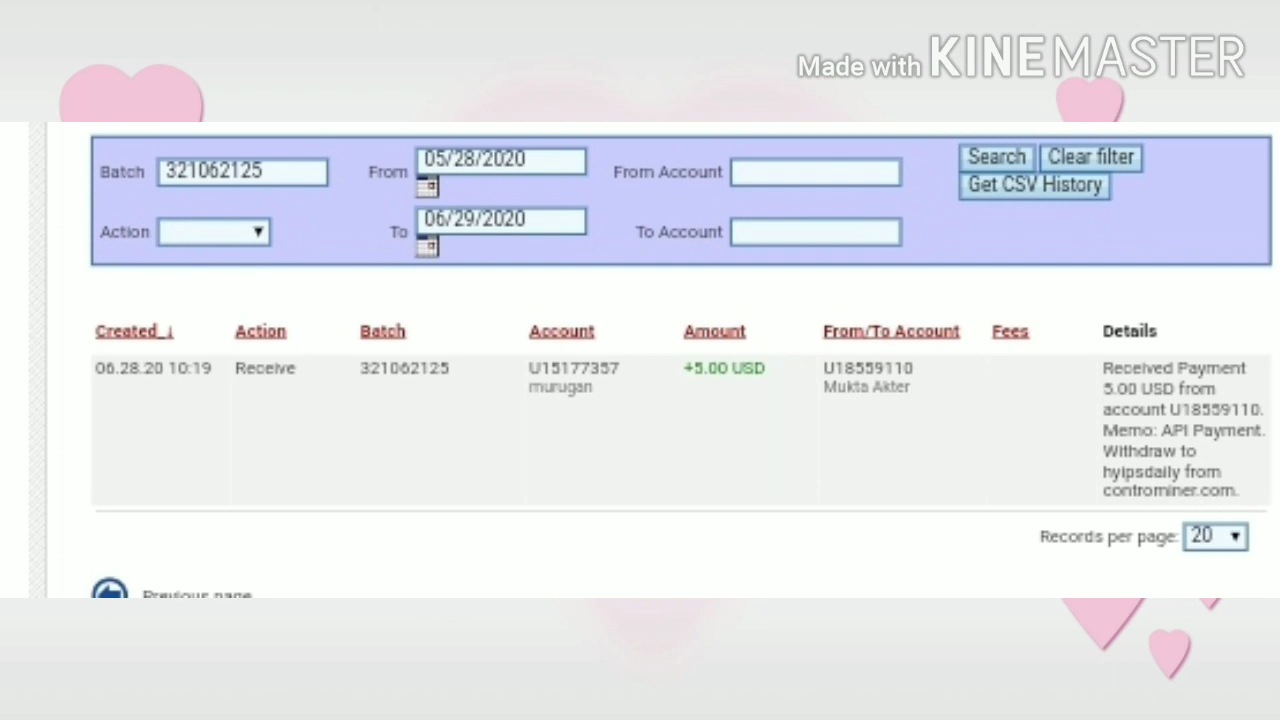 Made with KINEMASTER
Batch 321062125 From 05/28/2020 From Account Search Clear filter
Get CSV History
Action To 06/29/2020 To Account
Created ↓ Action Batch Account Amount From/To Account Fees Details
06.28.20 10:19 Receive 321062125 U15177357 +5.00 USD U18559110 Received Payment
murugan Mukta Akter 5.00 USD from
account U18559110.
Memo: API Payment.
Withdraw to
hyipsdaily from
controminer.com.
Records per page: 20
Previous page